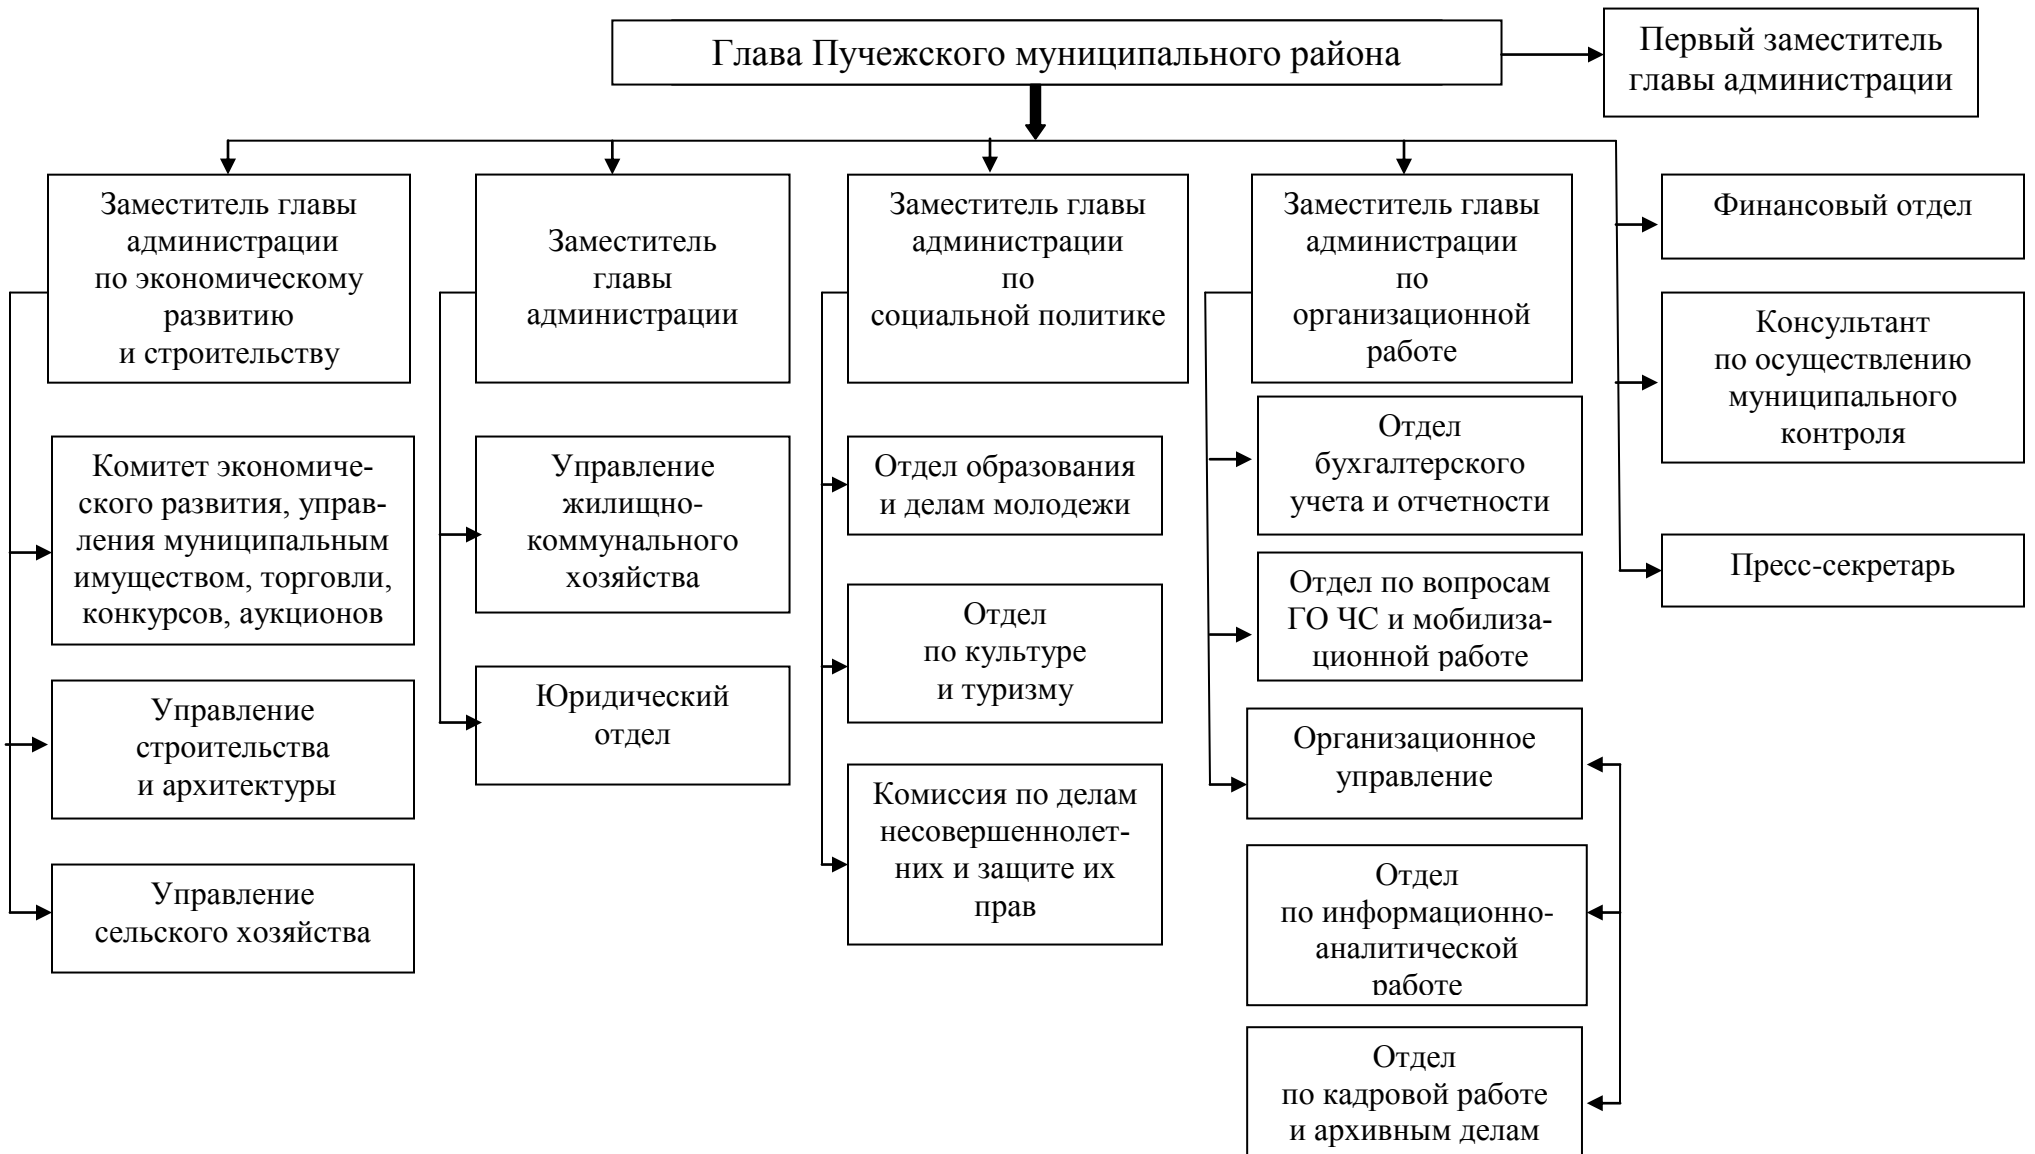 Глава Пучежского муниципального района
Первый заместитель
главы администрации
Заместитель главы
администрации
по экономическому
развитию
и строительству
Заместитель
главы
администрации
Заместитель главы
администрации
по
социальной политике
Заместитель главы
администрации
по
организационной
работе
Финансовый отдел
Консультант
по осуществлению
муниципального
контроля
Пресс-секретарь
Комитет экономиче-
ского развития, управ-
ления муниципальным
имуществом, торговли,
конкурсов, аукционов
Управление
строительства
и архитектуры
Управление
сельского хозяйства
Управление
жилищно-
коммунального
хозяйства
Юридический
отдел
Отдел образования
и делам молодежи
Отдел
по культуре
и туризму
Комиссия по делам
несовершеннолет-
них и защите их
прав
Отдел
бухгалтерского
учета и отчетности
Отдел по вопросам
ГО ЧС и мобилиза-
ционной работе
Организационное
управление
Отдел
по информационно-
аналитической
работе
Отдел
по кадровой работе
и архивным делам